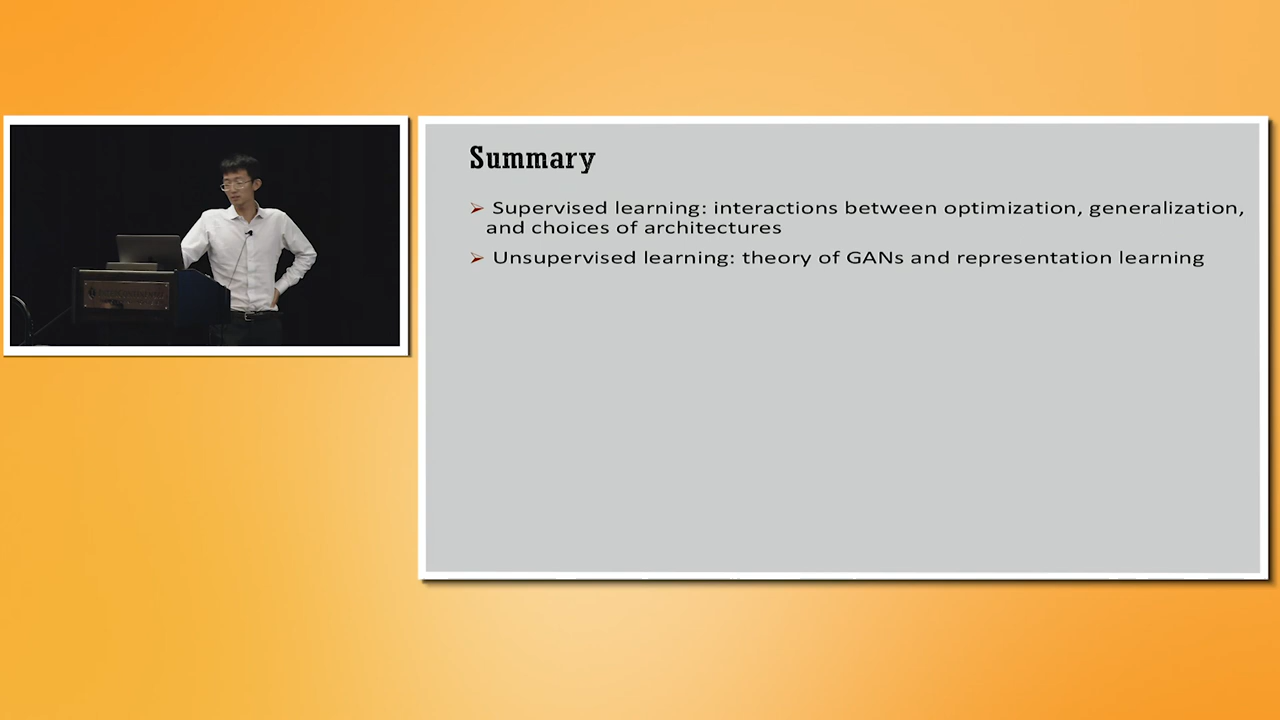 Summary
➢ Supervised learning: interactions between optimization, generalization,
and choices of architectures
➢ Unsupervised learning: theory of GANs and representation learning